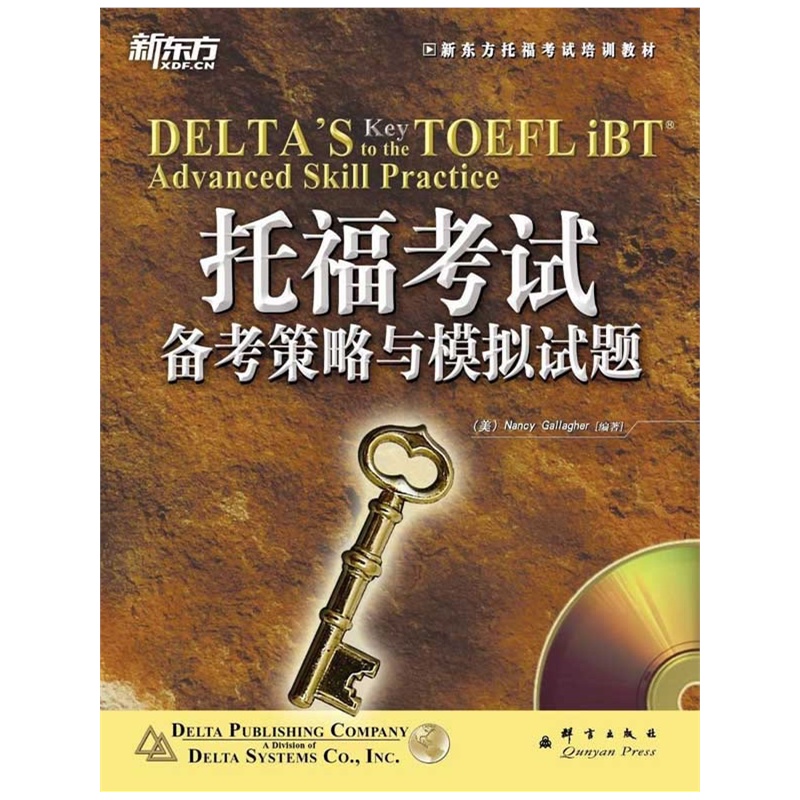 新东方
XDF.CN
新东方托福考试培训教材
DELTA'S Key to the TOEFL iBT®
Advanced Skill Practice
托福考试
备考策略与模拟试题
(美) Nancy Gallagher [编著]
DELTA PUBLISHING COMPANY
A Division of
DELTA SYSTEMS CO., INC.
群言出版社
Qunyan Press